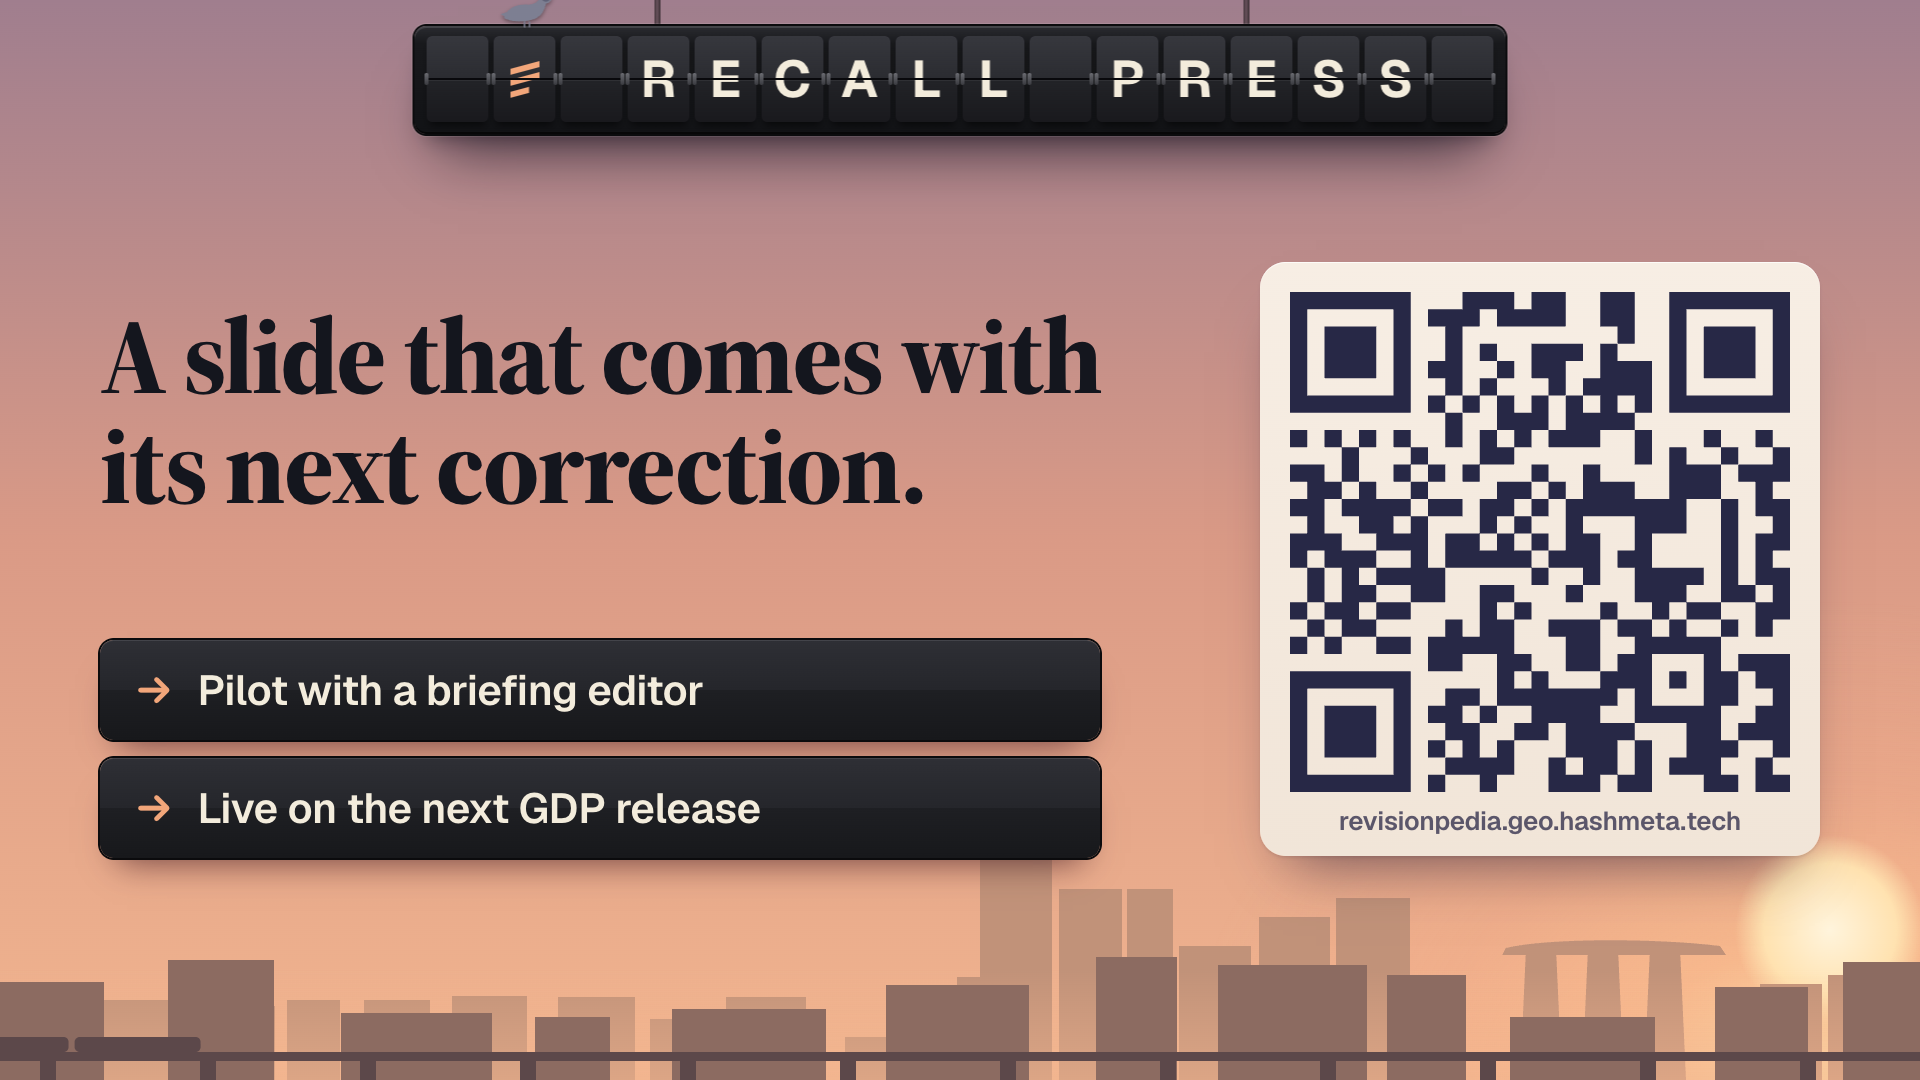 RECALL PRESS
A slide that comes with
its next correction.
Pilot with a briefing editor
Live on the next GDP release
revisionpedia.geo.hashmeta.tech